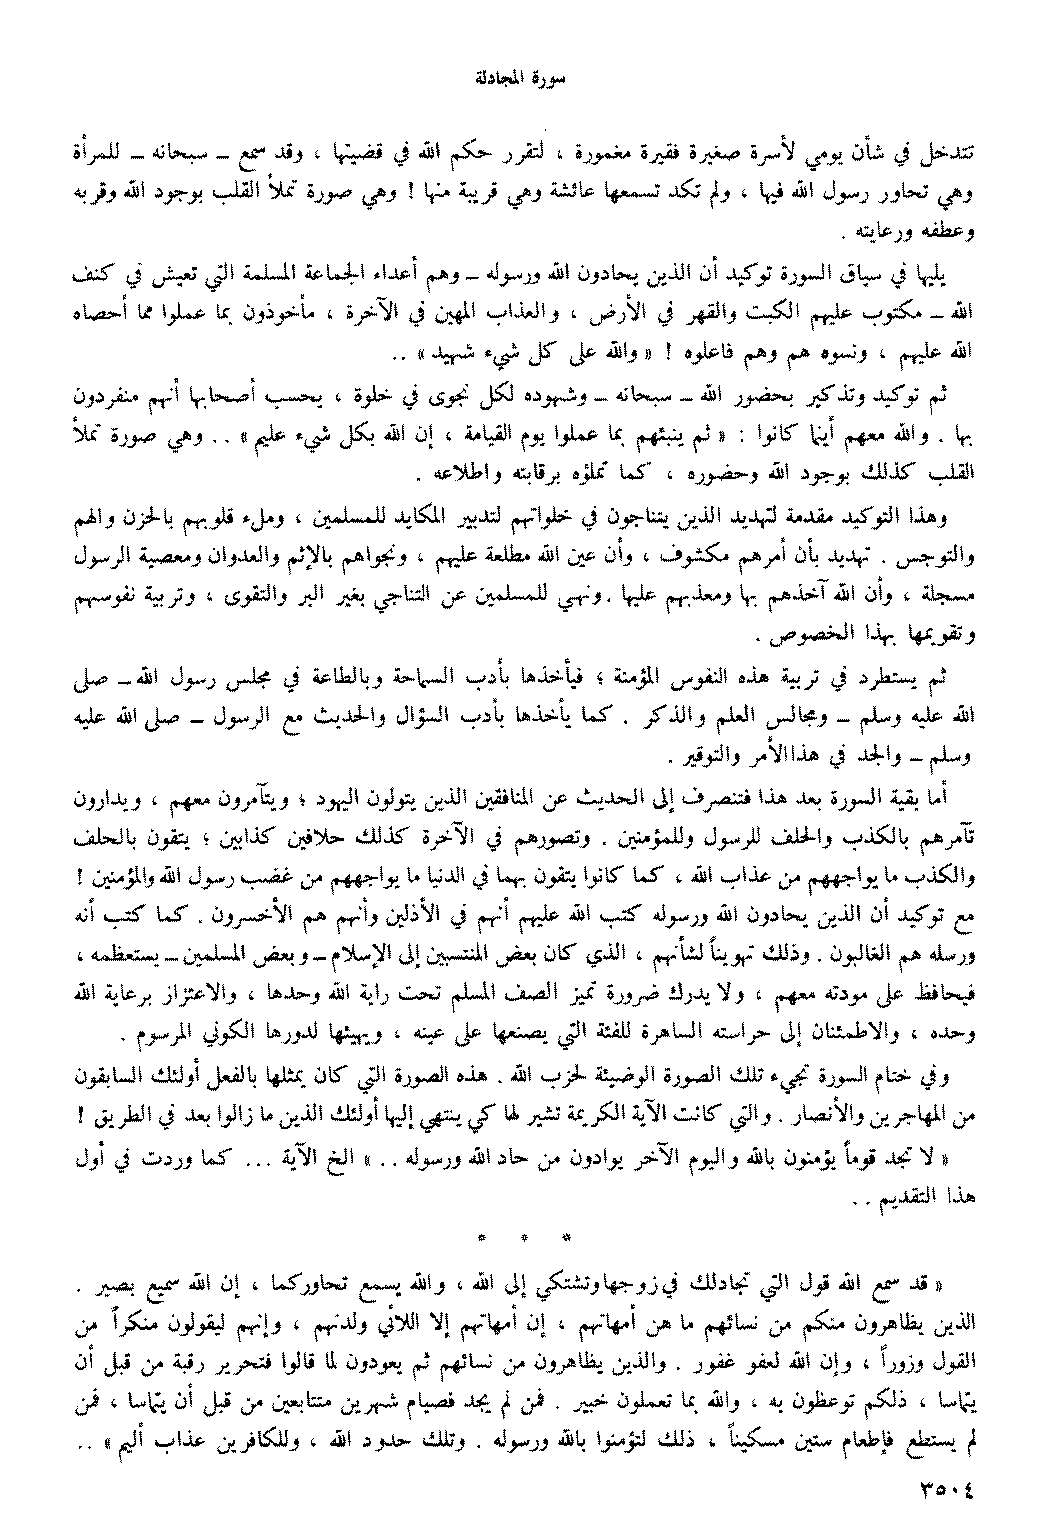 سورة المجادلة
تتدخل في شأن يومي لأسرة صغيرة فقيرة مغمورة ، لتقرر حكم الله في قضيتها ، وقد سمع ــ سبحانه ــ للمرأة
وهي تحاور رسول الله فيها ، ولم تكد تسمعها عائشة وهي قريبة منها ! وهي صورة تملأ القلب بوجود الله وقربه
وعطفه ورعايته .
يليها في سياق السورة توكيد أن الذين يحادون الله ورسوله ــ وهم أعداء الجماعة المسلمة التي تعيش في كنف
الله ــ مكتوب عليهم الكبت والقهر في الأرض ، والعذاب المهين في الآخرة ، مأخوذون بما عملوا مما أحصاه
الله عليهم ، ونسوه هم وهم فاعلوه ! « والله على كل شيء شهيد » ..
ثم توكيد وتذكير بحضور الله ــ سبحانه ــ وشهوده لكل نجوى في خلوة ، يحسب أصحابها أنهم منفردون
بها . والله معهم أينما كانوا : « ثم ينبئهم بما عملوا يوم القيامة ، إن الله بكل شيء عليم » .. وهي صورة تملأ
القلب كذلك بوجود الله وحضوره ، كما تملؤه برقابته واطلاعه .
وهذا التوكيد مقدمة لتهديد الذين يتناجون في خلواتهم لتدبير المكايد للمسلمين ، وملء قلوبهم بالحزن والهم
والتوجس . تهديد بأن أمرهم مكشوف ، وأن عين الله مطلعة عليهم ، ونجواهم بالإثم والعدوان ومعصية الرسول
مسجلة ، وأن الله آخذهم بها ومعذبهم عليها . ونهي للمسلمين عن التناجي بغير البر والتقوى ، وتربية نفوسهم
وتقويمها بهذا الخصوص .
ثم يستطرد في تربية هذه النفوس المؤمنة ؛ فيأخذها بأدب السماحة وبالطاعة في مجلس رسول الله ــ صلى
الله عليه وسلم ــ ومجالس العلم والذكر . كما يأخذها بأدب السؤال والحديث مع الرسول ــ صلى الله عليه
وسلم ــ والجد في هذا الأمر والتوقير .
أما بقية السورة بعد هذا فتنصرف إلى الحديث عن المنافقين الذين يتولون اليهود ؛ ويتآمرون معهم ، ويدارون
تآمرهم بالكذب والحلف للرسول وللمؤمنين . وتصورهم في الآخرة كذلك حلافين كذابين ؛ يتقون بالحلف
والكذب ما يواجههم من عذاب الله ، كما كانوا يتقون بهما في الدنيا ما يواجههم من غضب رسول الله والمؤمنين !
مع توكيد أن الذين يحادون الله ورسوله كتب الله عليهم أنهم في الأذلين وأنهم هم الأخسرون . كما كتب أنه
ورسله هم الغالبون . وذلك تهويناً لشأنهم ، الذي كان بعض المنتسبين إلى الإسلام ــ وبعض المسلمين ــ يستعظمه ،
فيحافظ على مودته معهم ، ولا يدرك ضرورة تميز الصف المسلم تحت راية الله وحدها ، والاعتزاز برعاية الله
وحده ، والاطمئنان إلى حراسته الساهرة للفئة التي يصنعها على عينه ، ويهيئها لدورها الكوني المرسوم .
وفي ختام السورة تجيء تلك الصورة الوضيئة لحزب الله . هذه الصورة التي كان يمثلها بالفعل أولئك السابقون
من المهاجرين والأنصار . والتي كانت الآية الكريمة تشير لها كي ينتهي إليها أولئك الذين ما زالوا بعد في الطريق !
« لا تجد قوماً يؤمنون بالله واليوم الآخر يوادون من حاد الله ورسوله .. » الخ الآية ... كما وردت في أول
هذا التقديم ..
* * *
« قد سمع الله قول التي تجادلك في زوجها وتشتكي إلى الله ، والله يسمع تحاوركما ، إن الله سميع بصير .
الذين يظاهرون منكم من نسائهم ما هن أمهاتهم ، إن أمهاتهم إلا اللائي ولدنهم ، وإنهم ليقولون منكراً من
القول وزوراً ، وإن الله لعفو غفور . والذين يظاهرون من نسائهم ثم يعودون لما قالوا فتحرير رقبة من قبل أن
يتماسا ، ذلكم توعظون به ، والله بما تعملون خبير . فمن لم يجد فصيام شهرين متتابعين من قبل أن يتماسا ، فمن
لم يستطع فإطعام ستين مسكيناً ، ذلك لتؤمنوا بالله ورسوله . وتلك حدود الله ، وللكافرين عذاب أليم » ..
٣٥٠٤